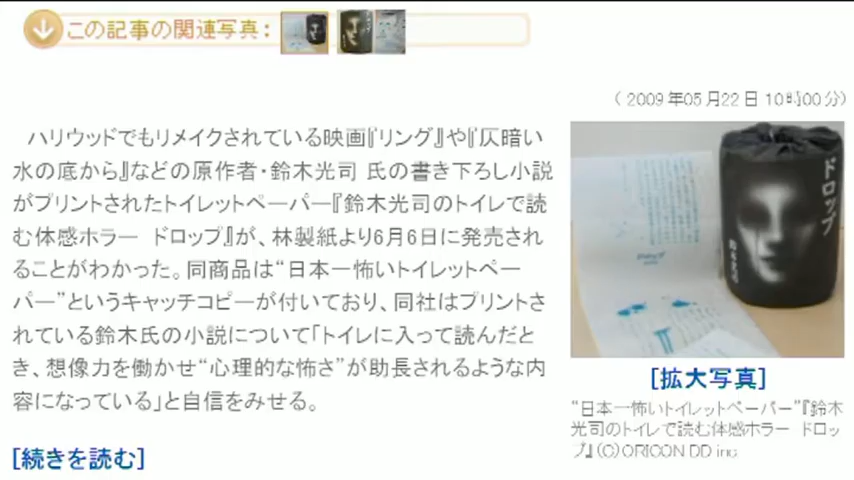 この記事の関連写真：
（ 2009年05月22日 10時00分）
ハリウッドでもリメイクされている映画『リング』や『仄暗い
水の底から』などの原作者・鈴木光司 氏の書き下ろし小説
がプリントされたトイレットペーパー『鈴木光司のトイレで読
む体感ホラー　ドロップ』が、林製紙より6月6日に発売され
ることがわかった。同商品は“日本一怖いトイレットペー
パー”というキャッチコピーが付いており、同社はプリントさ
れている鈴木氏の小説について「トイレに入って読んだと
き、想像力を働かせ“心理的な怖さ”が助長されるような内
容になっている」と自信をみせる。
[続きを読む]
ドロップ
鈴木光司
[拡大写真]
“日本一怖いトイレットペーパー”『鈴木
光司のトイレで読む体感ホラー　ドロッ
プ』（C）ORICON DD inc